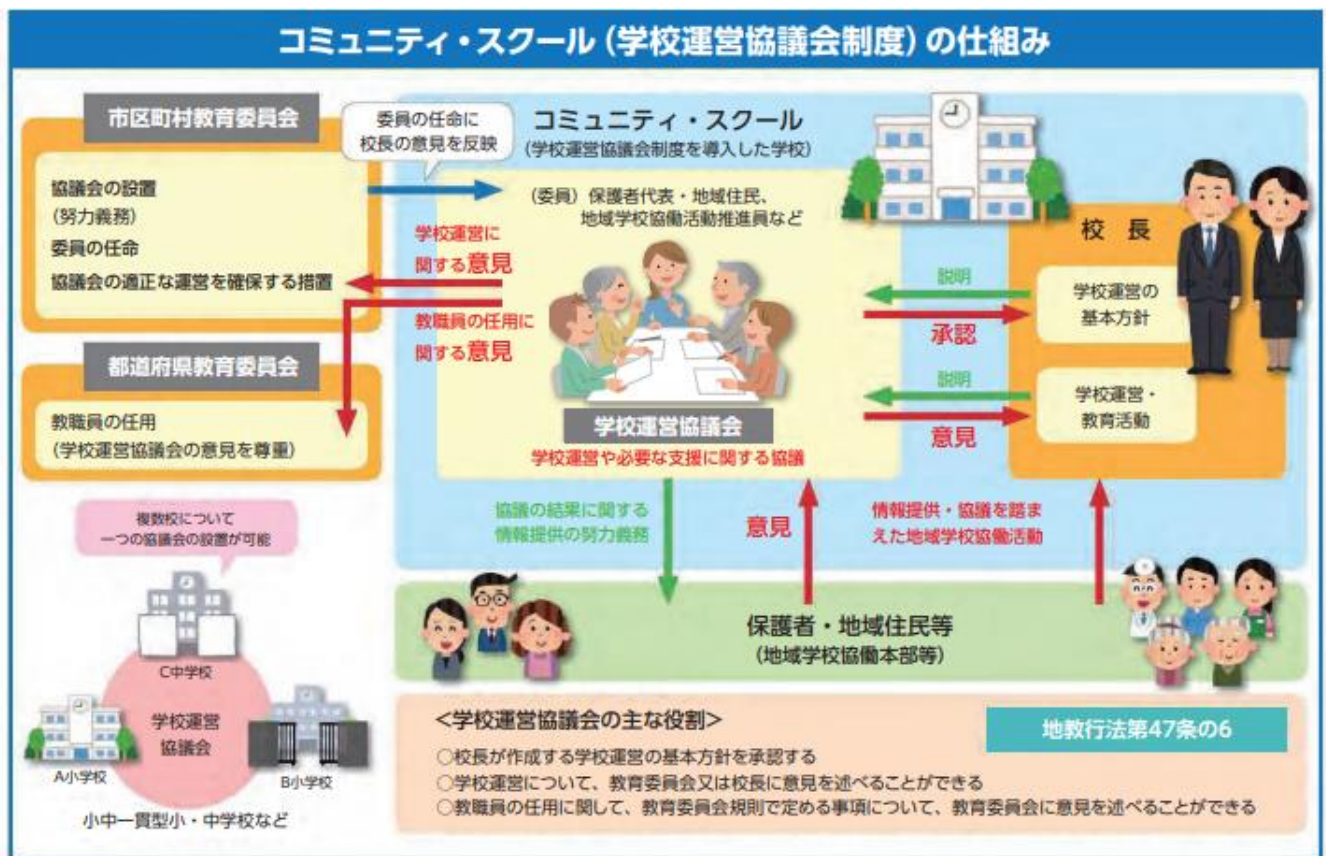 コミュニティ・スクール（学校運営協議会制度）の仕組み
市区町村教育委員会
協議会の設置
（努力義務）
委員の任命
協議会の適正な運営を確保する措置
都道府県教育委員会
教職員の任用
（学校運営協議会の意見を尊重）
委員の任命に
校長の意見を反映
学校運営に
関する意見
教職員の任用に
関する意見
コミュニティ・スクール
（学校運営協議会制度を導入した学校）
（委員）保護者代表・地域住民、
地域学校協働活動推進員など
学校運営協議会
学校運営や必要な支援に関する協議
説明
承認
説明
意見
校長
学校運営の
基本方針
学校運営・
教育活動
協議の結果に関する
情報提供の努力義務
意見
情報提供・協議を踏ま
えた地域学校協働活動
保護者・地域住民等
（地域学校協働本部等）
複数校について
一つの協議会の設置が可能
C中学校
学校運営
協議会
A小学校
B小学校
小中一貫型小・中学校など
＜学校運営協議会の主な役割＞
地教行法第47条の6
○校長が作成する学校運営の基本方針を承認する
○学校運営について、教育委員会又は校長に意見を述べることができる
○教職員の任用に関して、教育委員会規則で定める事項について、教育委員会に意見を述べることができる